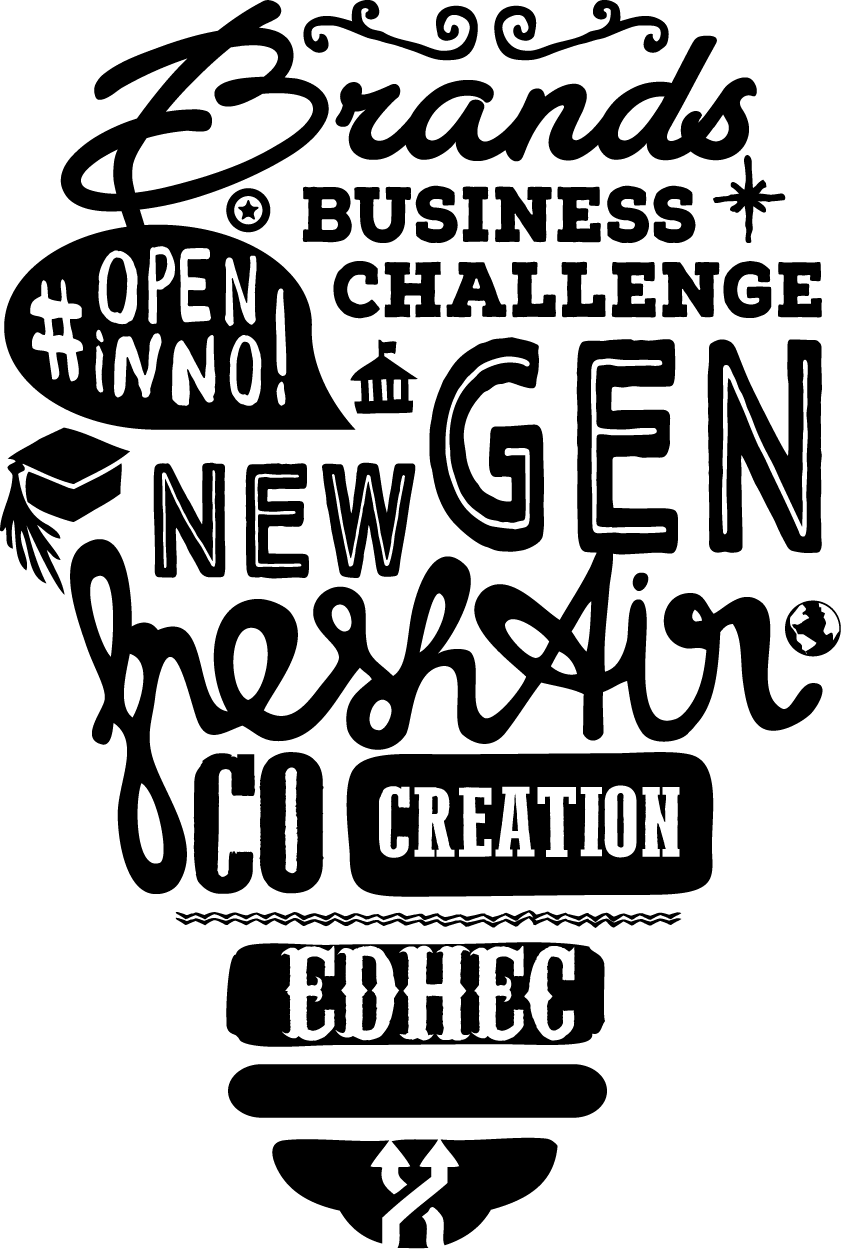 Brands
BUSINESS
CHALLENGE
#OPEN
iNNO!
NEW GEN
freshAir
CO CREATION
EDHEC